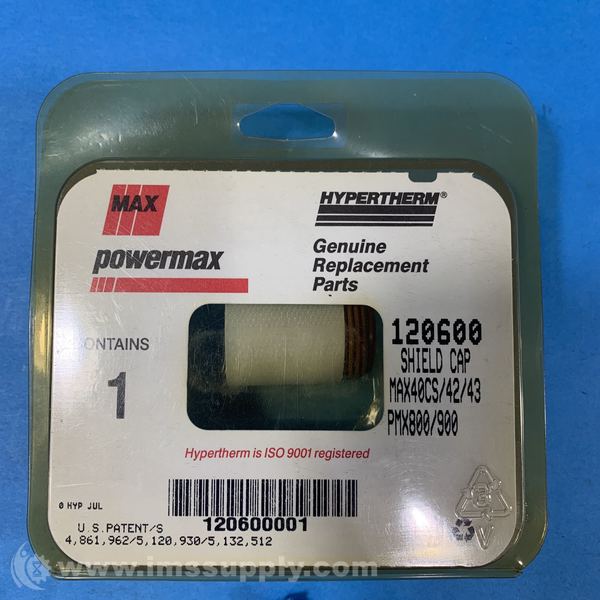 MAX
powermax
HYPERTHERM®
Genuine
Replacement
Parts
CONTAINS
1
120600
SHIELD CAP
MAX40CS/42/43
PMX800/900
Hypertherm is ISO 9001 registered
0 HYP JUL
120600001
U.S.PATENT/S
4,861,962/5,120,930/5,132,512
www.imssupply.com